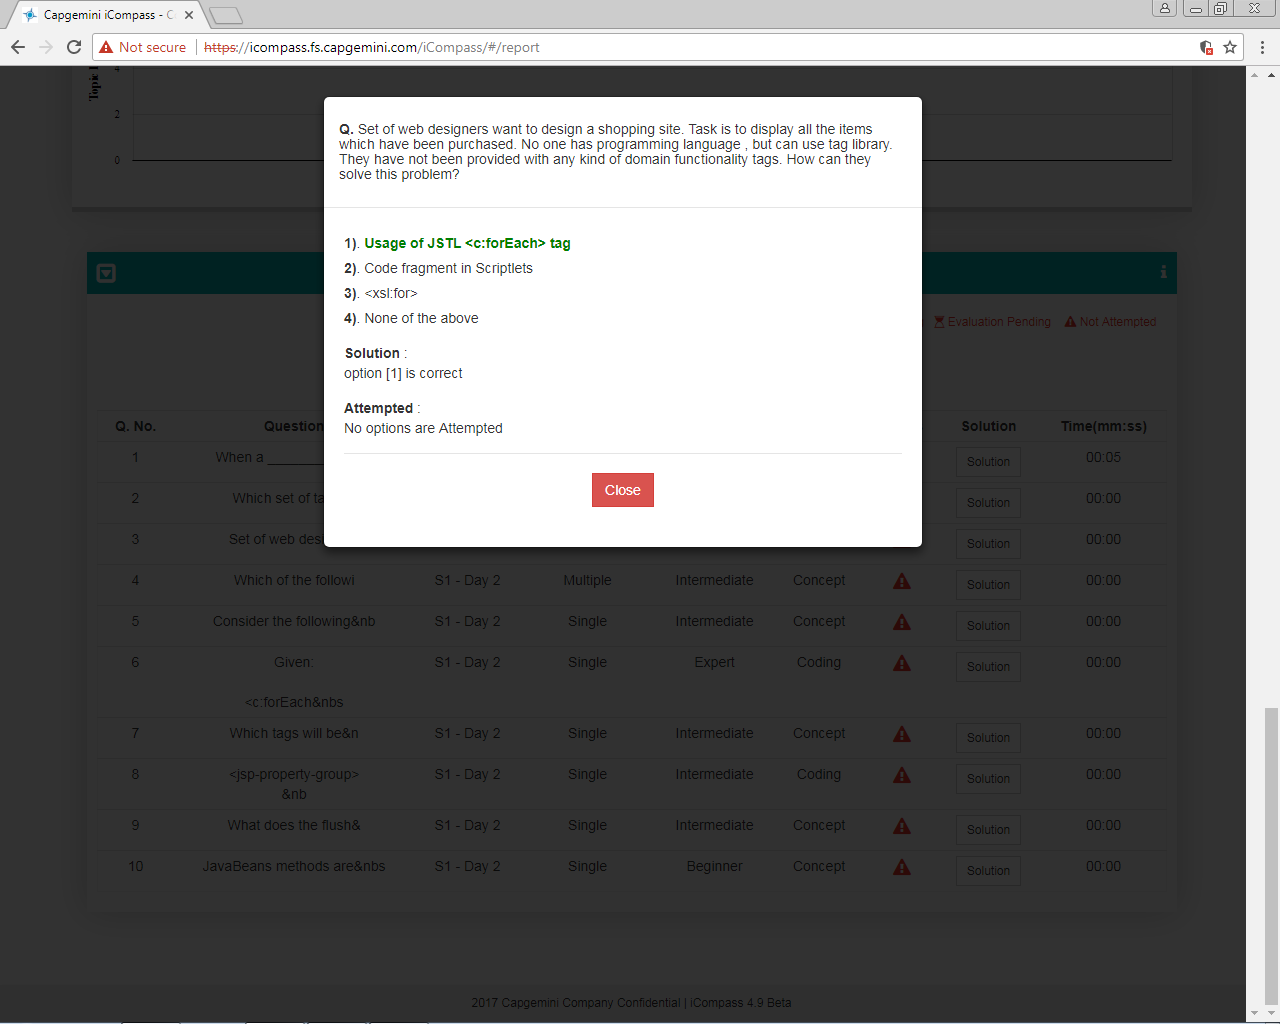 Capgemini iCompass - C
Not secure
https://icompass.fs.capgemini.com/iCompass/#/report
4
2
0
Q. Set of web designers want to design a shopping site. Task is to display all the items
which have been purchased. No one has programming language , but can use tag library.
They have not been provided with any kind of domain functionality tags. How can they
solve this problem?
1). Usage of JSTL <c:forEach> tag
2). Code fragment in Scriptlets
3). <xsl:for>
4). None of the above
Solution :
option [1] is correct
Attempted :
No options are Attempted
Close
Evaluation Pending Not Attempted
Q. No. Question Solution Time(mm:ss)
1 When a ________ Solution 00:05
2 Which set of ta Solution 00:00
3 Set of web des Solution 00:00
4 Which of the followi S1 - Day 2 Multiple Intermediate Concept Solution 00:00
5 Consider the following&nb S1 - Day 2 Single Intermediate Concept Solution 00:00
6 Given: S1 - Day 2 Single Expert Coding Solution 00:00
<c:forEach&nbs
7 Which tags will be&n S1 - Day 2 Single Intermediate Concept Solution 00:00
8 <jsp-property-group> S1 - Day 2 Single Intermediate Coding Solution 00:00
&nb
9 What does the flush& S1 - Day 2 Single Intermediate Concept Solution 00:00
10 JavaBeans methods are&nbs S1 - Day 2 Single Beginner Concept Solution 00:00
2017 Capgemini Company Confidential | iCompass 4.9 Beta